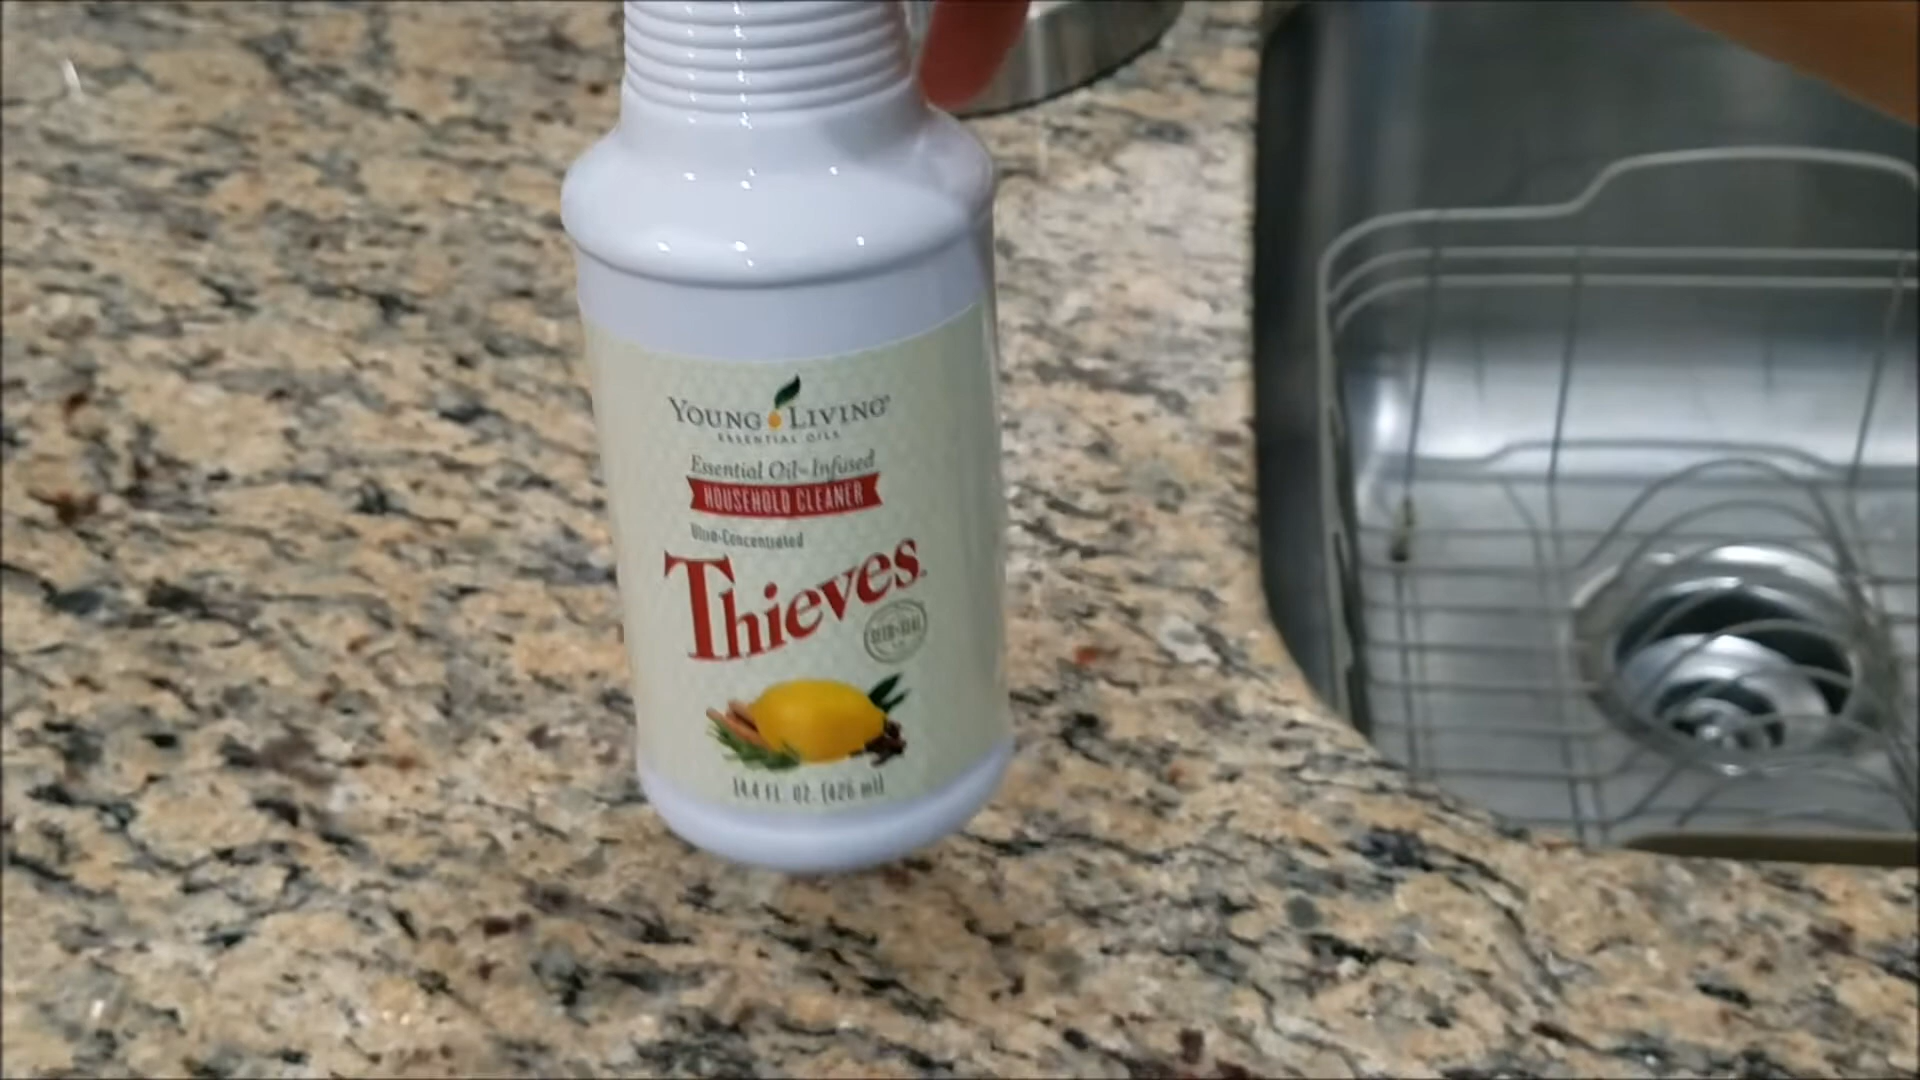 YOUNG LIVING®
ESSENTIAL OILS
Essential Oil-Infused
HOUSEHOLD CLEANER
Ultra-Concentrated
Thieves
14.4 FL. OZ. (426 ml)